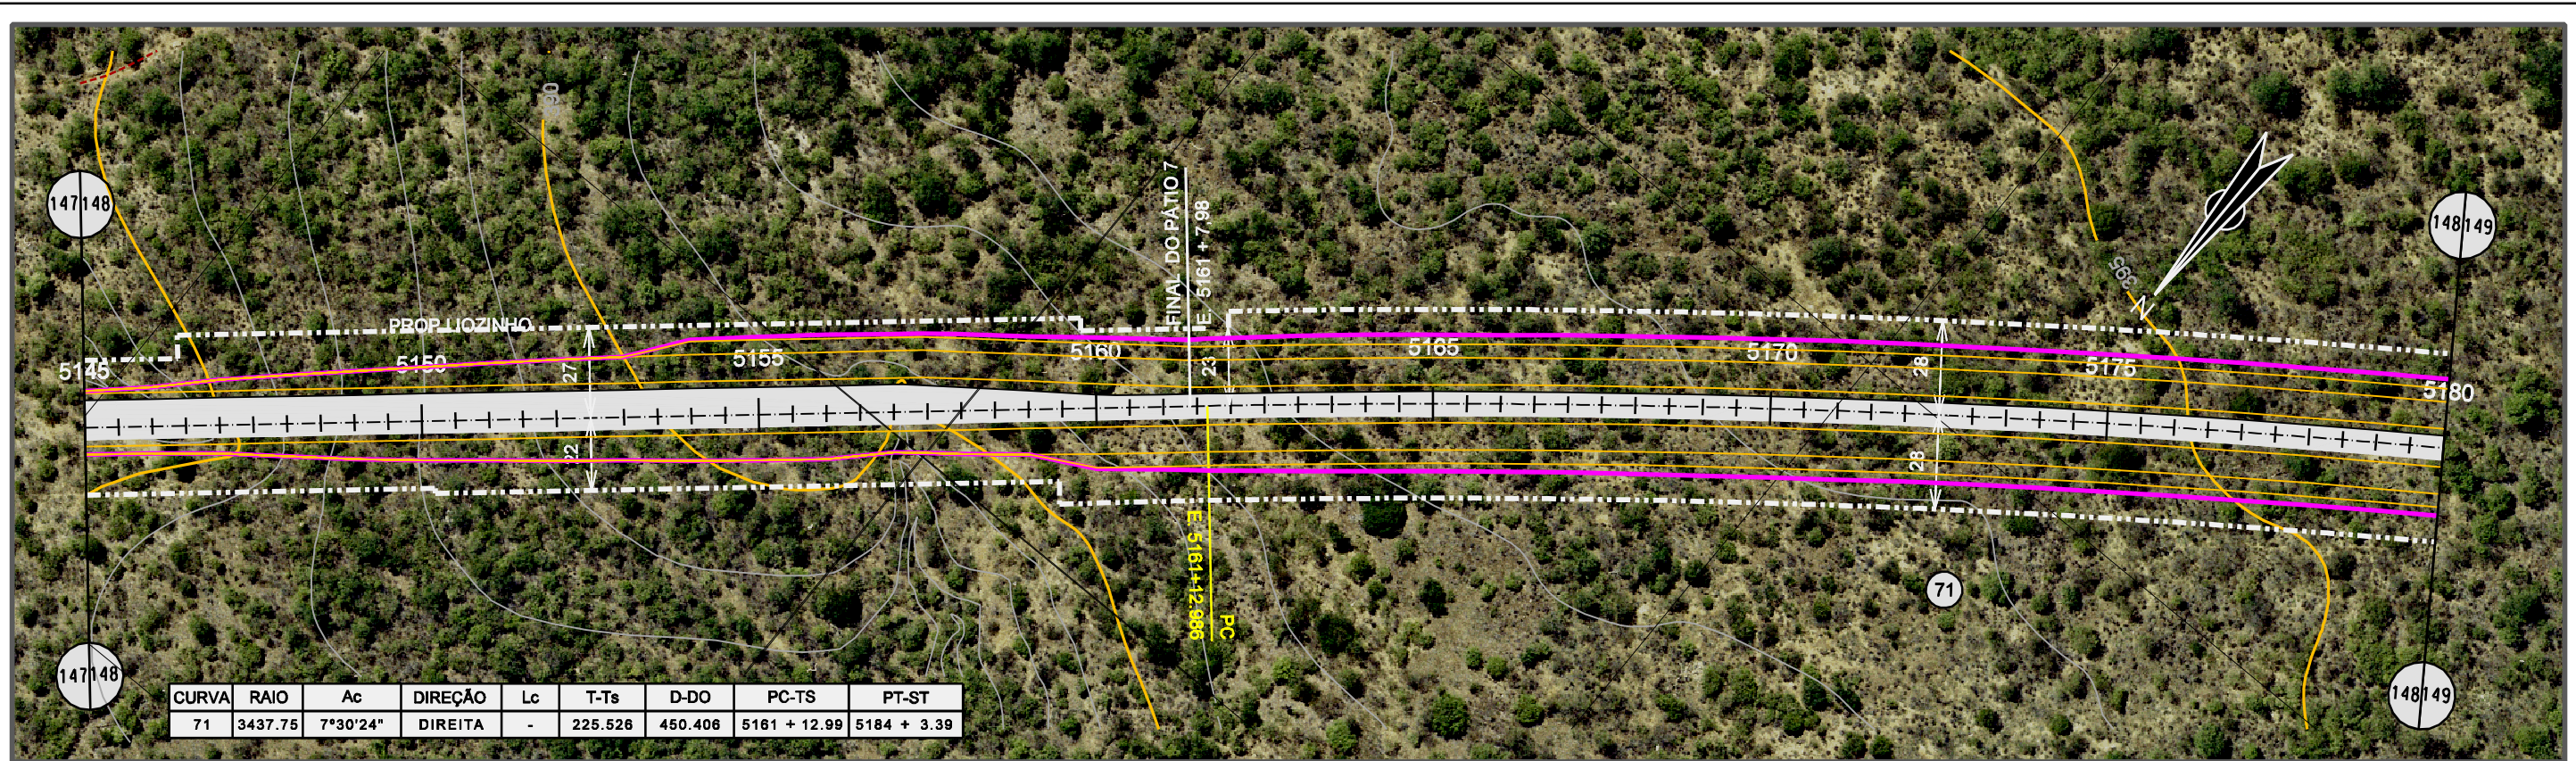 390
147 148
148 149
FINAL DO PÁTIO 7
E. 5161 + 7,98
395
N
PROP. LIOZINHO
5145
5150
5155
5160
5165
5170
5175
5180
27
23
28
22
28
E 5161+12.986
PC
71
147 148
148 149
CURVA RAIO Ac DIREÇÃO Lc T-Ts D-DO PC-TS PT-ST
71 3437.75 7°30'24" DIREITA - 225.526 450.406 5161 + 12.99 5184 + 3.39